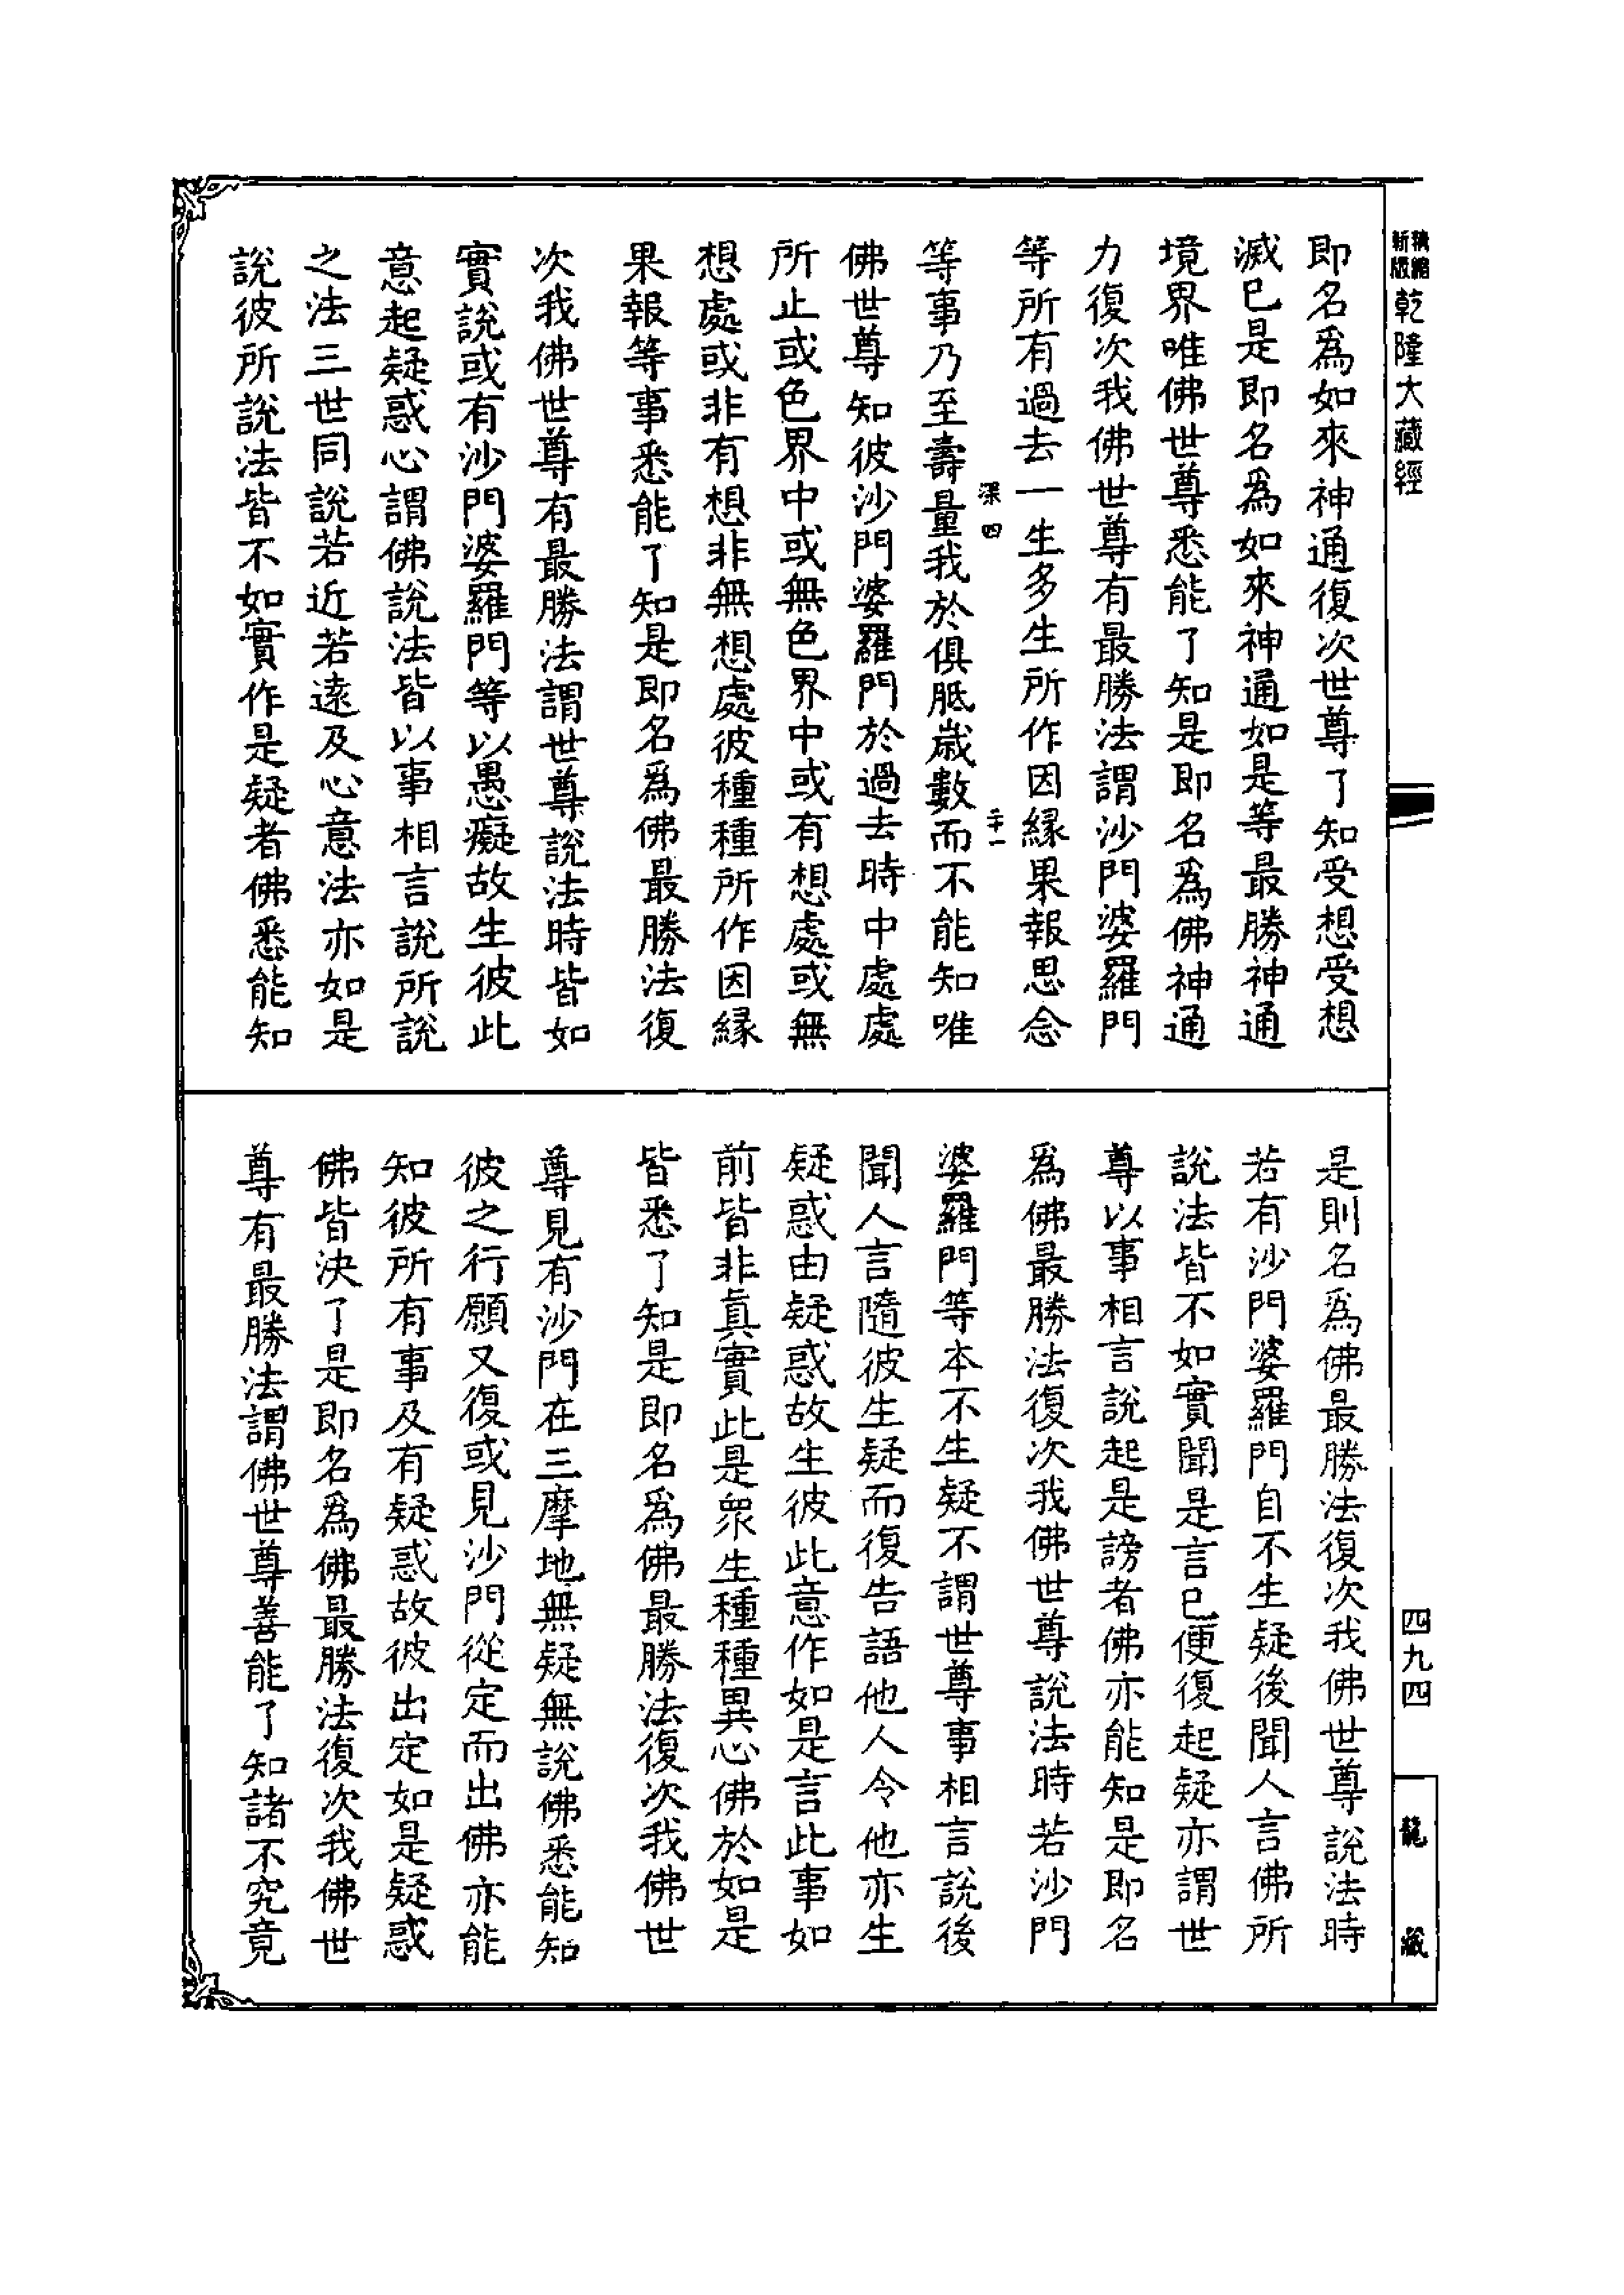 新版 精縮 乾隆大藏經
即名爲如來神通復次世尊了知受想受想
滅已是即名爲如來神通如是等最勝神通
境界唯佛世尊悉能了知是即名爲佛神通
力復次我佛世尊有最勝法謂沙門婆羅門
等所有過去一生多生所作因緣果報思念
深四 二十一
等事乃至壽量我於俱胝歲數而不能知唯
佛世尊知彼沙門婆羅門於過去時中處處
所止或色界中或無色界中或有想處或無
想處或非有想非無想處彼種種所作因緣
果報等事悉能了知是即名爲佛最勝法復
次我佛世尊有最勝法謂世尊說法時皆如
實說或有沙門婆羅門等以愚癡故生彼此
意起疑惑心謂佛說法皆以事相言說所說
之法三世同說若近若遠及心意法亦如是
說彼所說法皆不如實作是疑者佛悉能知
是則名爲佛最勝法復次我佛世尊說法時
若有沙門婆羅門自不生疑後聞人言佛所
說法皆不如實聞是言已便復起疑亦謂世
尊以事相言說起是謗者佛亦能知是即名
爲佛最勝法復次我佛世尊說法時若沙門
婆羅門等本不生疑不謂世尊事相言說後
聞人言隨彼生疑而復告語他人令他亦生
疑惑由疑惑故生彼此意作如是言此事如
前皆非真實此是眾生種種異心佛於如是
皆悉了知是即名爲佛最勝法復次我佛世
尊見有沙門在三摩地無疑無說佛悉能知
彼之行願又復或見沙門從定而出佛亦能
知彼所有事及有疑惑故彼出定如是疑惑
佛皆決了是即名爲佛最勝法復次我佛世
尊有最勝法謂佛世尊善能了知諸不究竟
四九四
龍藏